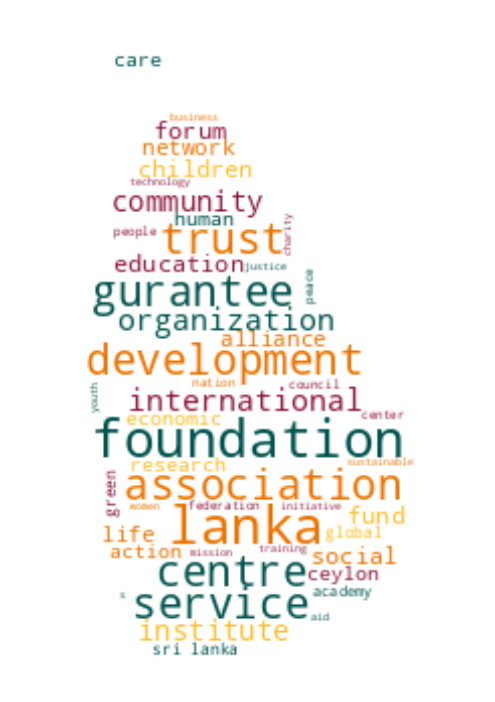 care
business
forum
network
children
technology
community
human
people
trust
charity
education
justice
peace
gurantee
organization
alliance
development
nation
council
youth
international
center
economic
foundation
research
sustainable
association
green
women
federation
initiative
lanka
fund
life
global
action
mission
training
social
centre
ceylon
s
service
academy
aid
institute
sri lanka